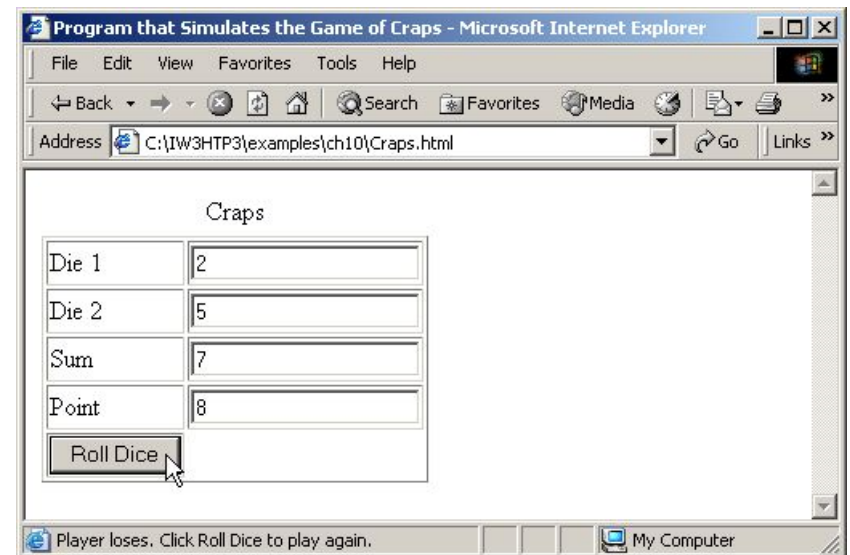 Program that Simulates the Game of Craps - Microsoft Internet Explorer
File Edit View Favorites Tools Help
Back Search Favorites Media »
Address C:\IW3HTP3\examples\ch10\Craps.html Go Links »
Craps
Die 1 2
Die 2 5
Sum 7
Point 8
Roll Dice
Player loses. Click Roll Dice to play again. My Computer